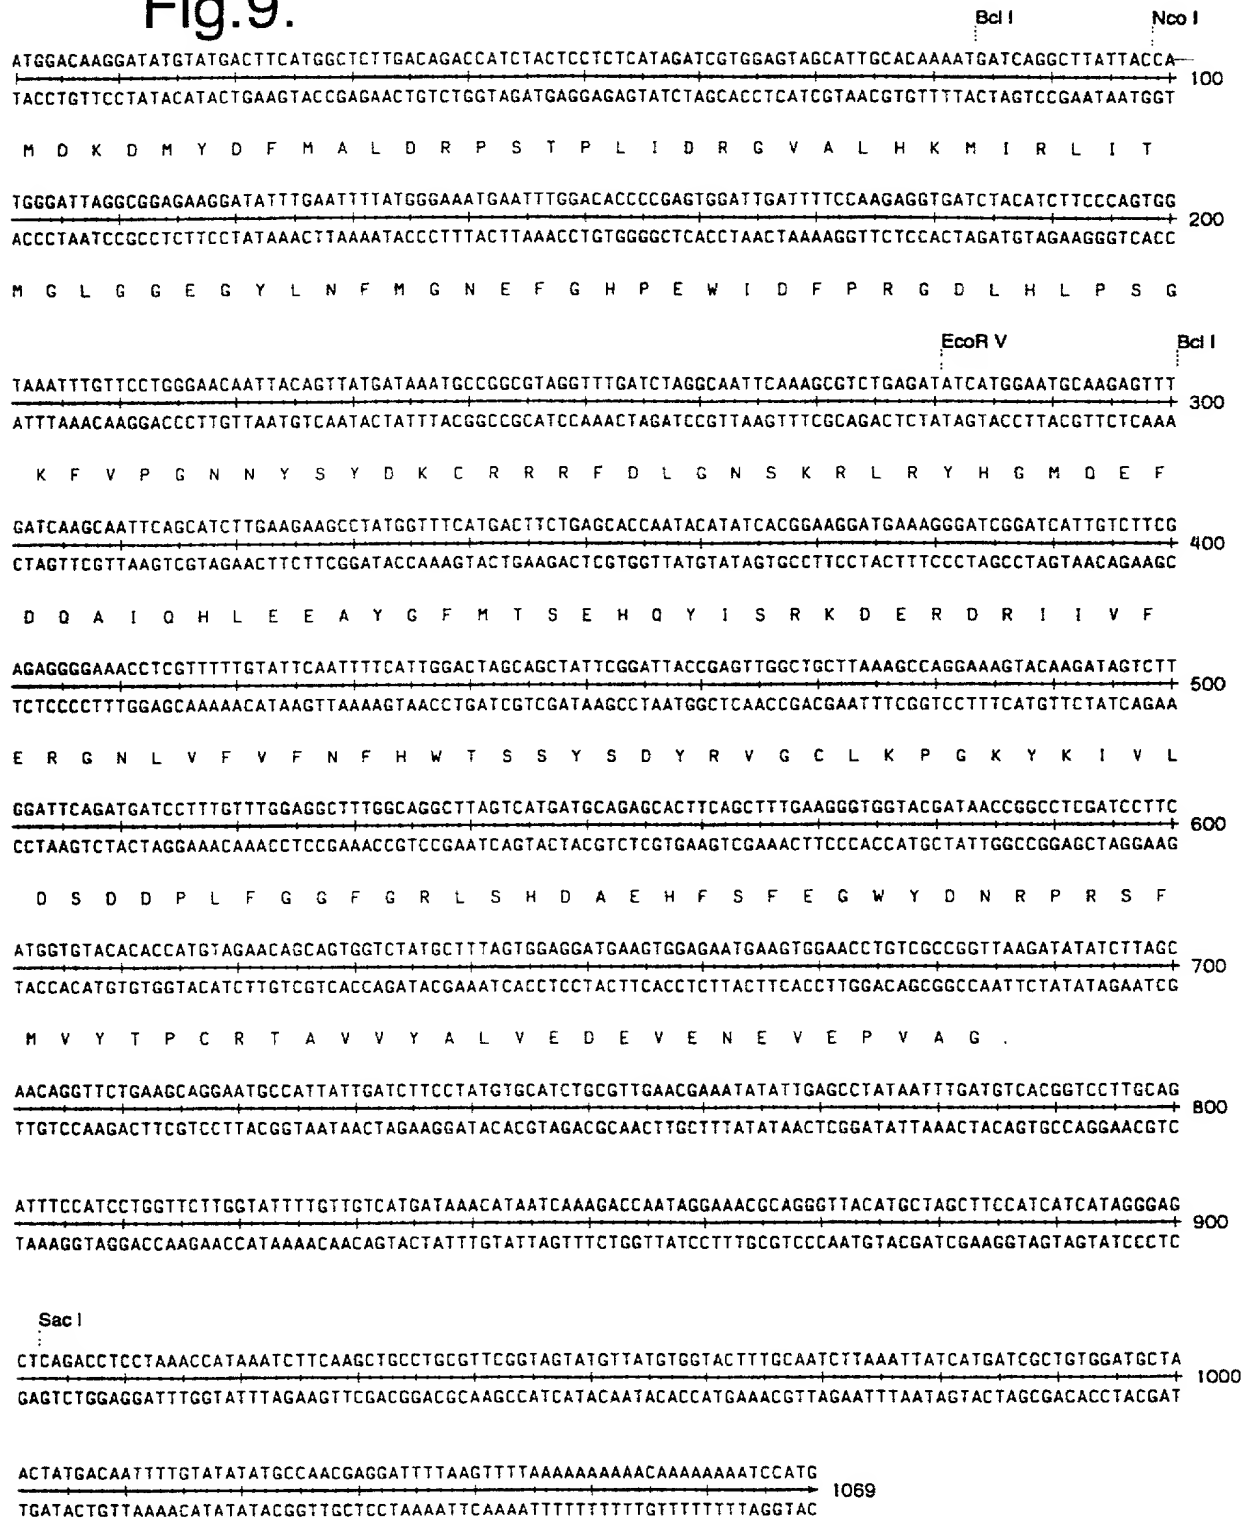 Fig.9.
Bcl I Nco I
ATGGACAAGGATATGTATGACTTCATGGCTCTTGACAGACCATCTACTCCTCTCATAGATCGTGGAGTAGCATTGCACAAAATGATCAGGCTTATTACCA
100
TACCTGTTCCTATACATACTGAAGTACCGAGAACTGTCTGGTAGATGAGGAGAGTATCTAGCACCTCATCGTAACGTGTTTTACTAGTCCGAATAATGGT
M D K D M Y D F M A L D R P S T P L I D R G V A L H K M I R L I T
TGGGATTAGGCGGAGAAGGATATTTGAATTTTATGGGAAATGAATTTGGACACCCCGAGTGGATTGATTTTCCAAGAGGTGATCTACATCTTCCCAGTGG
200
ACCCTAATCCGCCTCTTCCTATAAACTTAAAATACCCTTTACTTAAACCTGTGGGGCTCACCTAACTAAAAGGTTCTCCACTAGATGTAGAAGGGTCACC
M G L G G E G Y L N F M G N E F G H P E W I D F P R G D L H L P S G
EcoR V Bcl I
TAAATTTGTTCCTGGGAACAATTACAGTTATGATAAATGCCGGCGTAGGTTTGATCTAGGCAATTCAAAGCGTCTGAGATATCATGGAATGCAAGAGTTT
300
ATTTAAACAAGGACCCTTGTTAATGTCAATACTATTTACGGCCGCATCCAAACTAGATCCGTTAAGTTTCGCAGACTCTATAGTACCTTACGTTCTCAAA
K F V P G N N Y S Y D K C R R R F D L G N S K R L R Y H G M Q E F
GATCAAGCAATTCAGCATCTTGAAGAAGCCTATGGTTTCATGACTTCTGAGCACCAATACATATCACGGAAGGATGAAAGGGATCGGATCATTGTCTTCG
400
CTAGTTCGTTAAGTCGTAGAACTTCTTCGGATACCAAAGTACTGAAGACTCGTGGTTATGTATAGTGCCTTCCTACTTTCCCTAGCCTAGTAACAGAAGC
D Q A I Q H L E E A Y G F M T S E H Q Y I S R K D E R D R I I V F
AGAGGGGAAACCTCGTTTTTGTATTCAATTTTCATTGGACTAGCAGCTATTCGGATTACCGAGTTGGCTGCTTAAAGCCAGGAAAGTACAAGATAGTCTT
500
TCTCCCCTTTGGAGCAAAAACATAAGTTAAAAGTAACCTGATCGTCGATAAGCCTAATGGCTCAACCGACGAATTTCGGTCCTTTCATGTTCTATCAGAA
E R G N L V F V F N F H W T S S Y S D Y R V G C L K P G K Y K I V L
GGATTCAGATGATCCTTTGTTTGGAGGCTTTGGCAGGCTTAGTCATGATGCAGAGCACTTCAGCTTTGAAGGGTGGTACGATAACCGGCCTCGATCCTTC
600
CCTAAGTCTACTAGGAAACAAACCTCCGAAACCGTCCGAATCAGTACTACGTCTCGTGAAGTCGAAACTTCCCACCATGCTATTGGCCGGAGCTAGGAAG
D S D D P L F G G F G R L S H D A E H F S F E G W Y D N R P R S F
ATGGTGTACACACCATGTAGAACAGCAGTGGTCTATGCTTTAGTGGAGGATGAAGTGGAGAATGAAGTGGAACCTGTCGCCGGTTAAGATATATCTTAGC
700
TACCACATGTGTGGTACATCTTGTCGTCACCAGATACGAAATCACCTCCTACTTCACCTCTTACTTCACCTTGGACAGCGGCCAATTCTATATAGAATCG
M V Y T P C R T A V V Y A L V E D E V E N E V E P V A G .
AACAGGTTCTGAAGCAGGAATGCCATTATTGATCTTCCTATGTGCATCTGCGTTGAACGAAATATATTGAGCCTATAATTTGATGTCACGGTCCTTGCAG
800
TTGTCCAAGACTTCGTCCTTACGGTAATAACTAGAAGGATACACGTAGACGCAACTTGCTTTATATAACTCGGATATTAAACTACAGTGCCAGGAACGTC
ATTTCCATCCTGGTTCTTGGTATTTTGTTGTCATGATAAACATAATCAAAGACCAATAGGAAACGCAGGGTTACATGCTAGCTTCCATCATCATAGGGAG
900
TAAAGGTAGGACCAAGAACCATAAAACAACAGTACTATTTGTATTAGTTTCTGGTTATCCTTTGCGTCCCAATGTACGATCGAAGGTAGTAGTATCCCTC
Sac I
CTCAGACCTCCTAAACCATAAATCTTCAAGCTGCCTGCGTTCGGTAGTATGTTATGTGGTACTTTGCAATCTTAAATTATCATGATCGCTGTGGATGCTA
1000
GAGTCTGGAGGATTTGGTATTTAGAAGTTCGACGGACGCAAGCCATCATACAATACACCATGAAACGTTAGAATTTAATAGTACTAGCGACACCTACGAT
ACTATGACAATTTTGTATATATGCCAACGAGGATTTTAAGTTTTAAAAAAAAAACAAAAAAAATCCATG
1069
TGATACTGTTAAAACATATATACGGTTGCTCCTAAAATTCAAAATTTTTTTTTTGTTTTTTTTAGGTAC